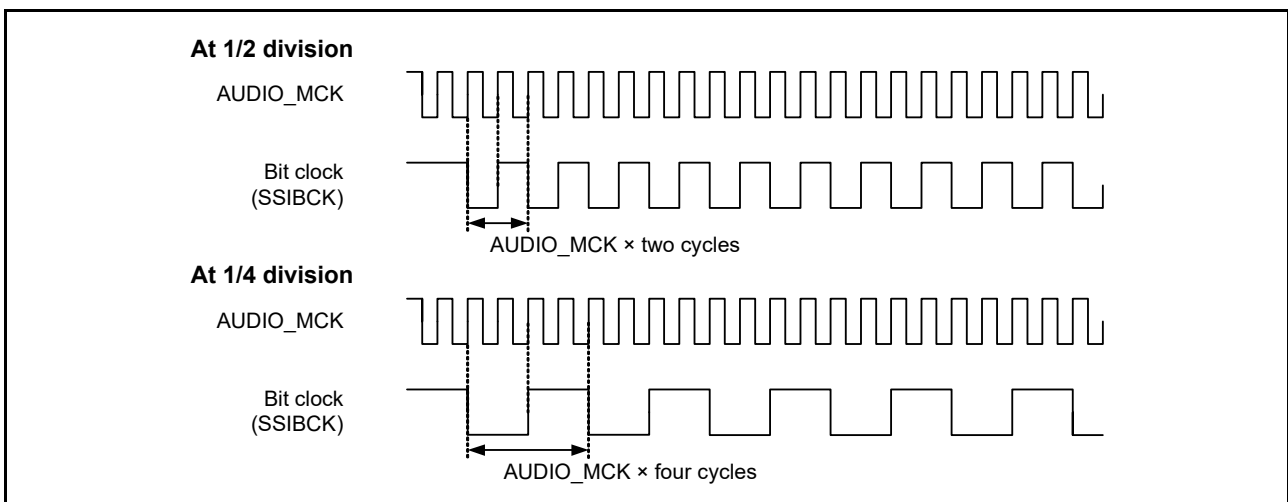 At 1/2 division
AUDIO_MCK
Bit clock
(SSIBCK)
AUDIO_MCK × two cycles
At 1/4 division
AUDIO_MCK
Bit clock
(SSIBCK)
AUDIO_MCK × four cycles